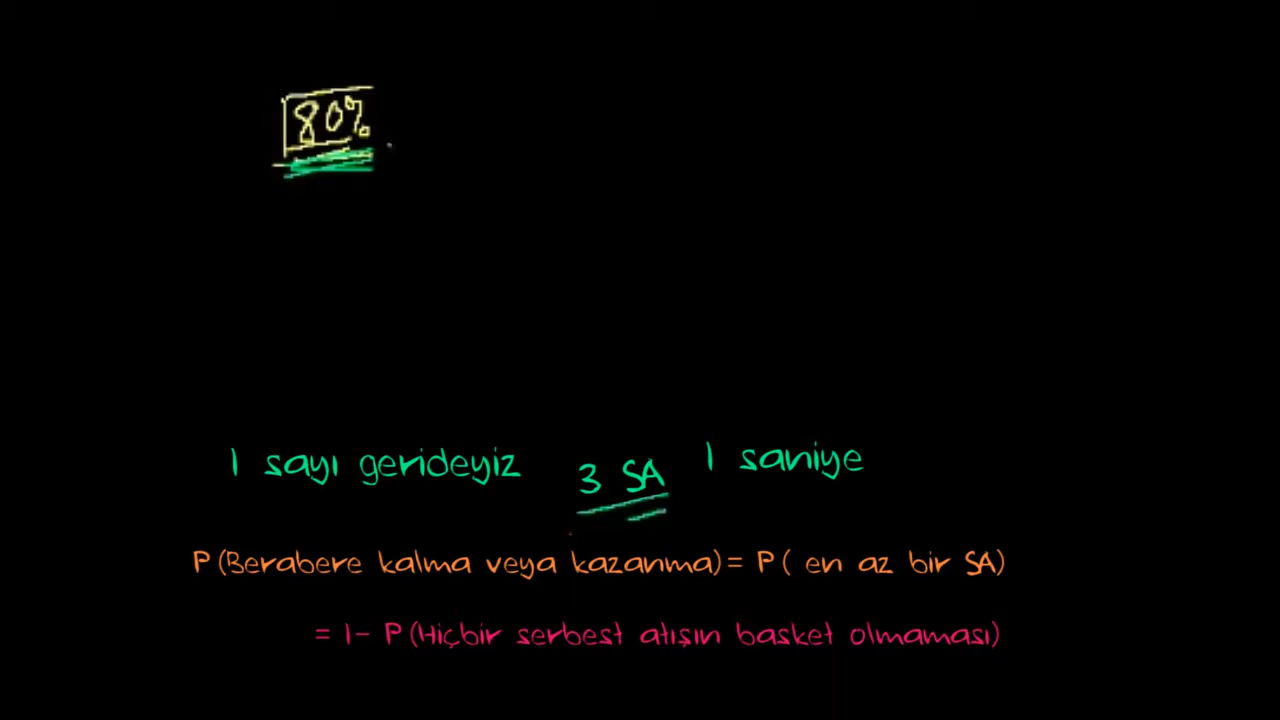 80%
1 sayı gerideyiz 3 SA 1 saniye
P(Berabere kalma veya kazanma) = P( en az bir SA)
= 1- P(Hiçbir serbest atışın basket olmaması)